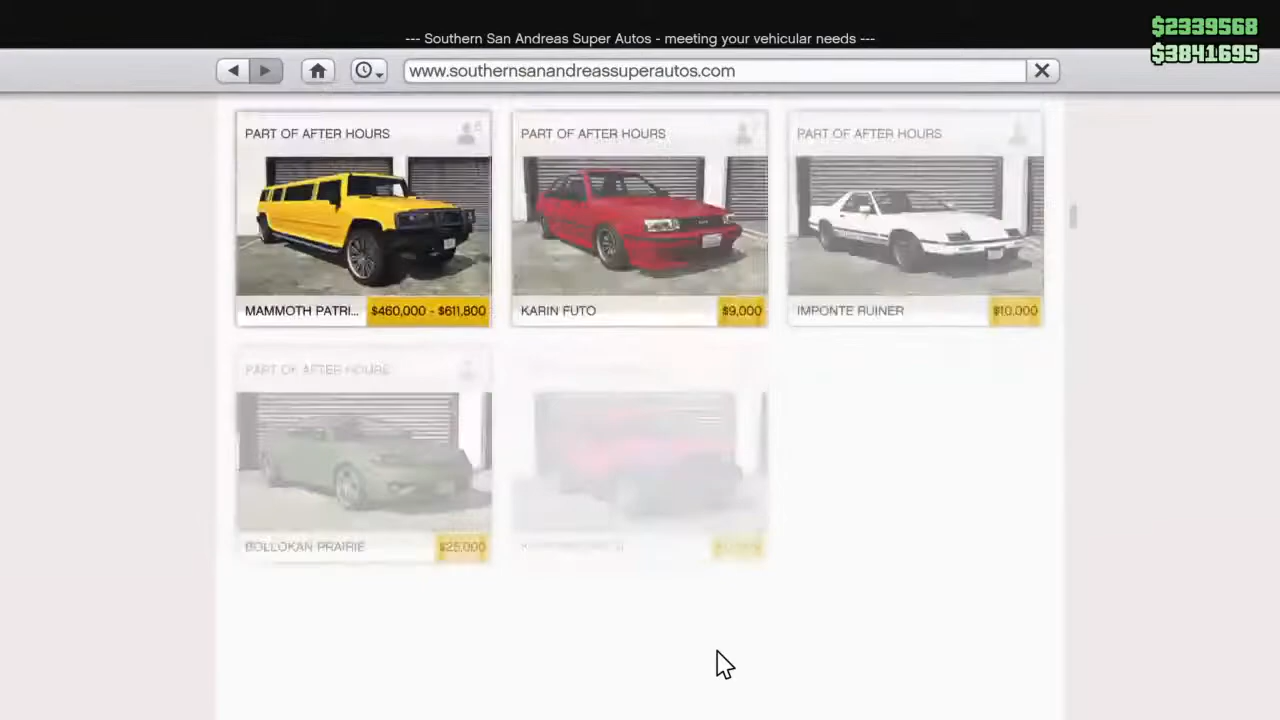 --- Southern San Andreas Super Autos - meeting your vehicular needs ---
$2339568
$3841695
www.southernsanandreassuperautos.com
PART OF AFTER HOURS
PART OF AFTER HOURS
PART OF AFTER HOURS
MAMMOTH PATRI... $460,000 - $611,800
KARIN FUTO $9,000
IMPONTE RUINER $10,000
PART OF AFTER HOURS
BOLLOKAN PRAIRIE $25,000